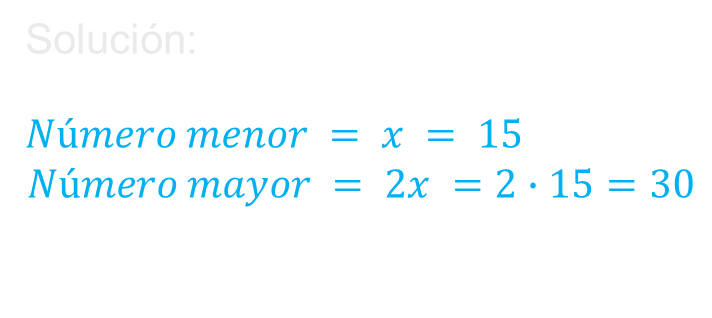 Solución:
Número menor = x = 15
Número mayor = 2x = 2 · 15 = 30